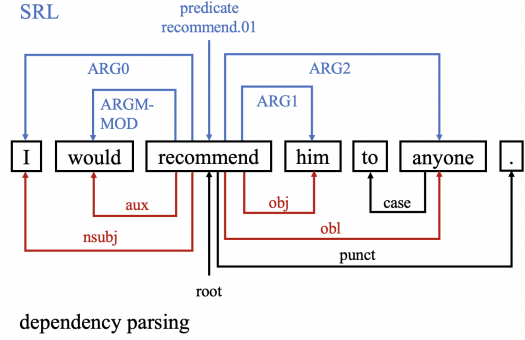 SRL
predicate
recommend.01
ARG0
ARG2
ARGM-
MOD
ARG1
I would recommend him to anyone .
aux
obj
case
nsubj
obl
punct
root
dependency parsing